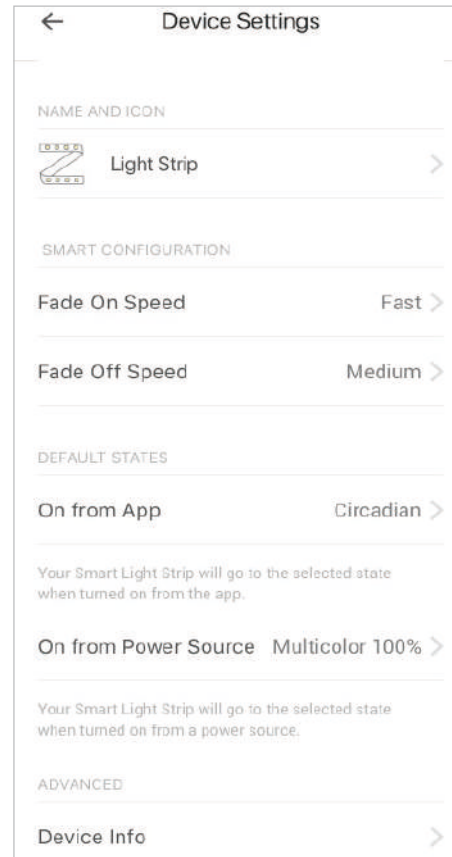 Device Settings
NAME AND ICON
Light Strip
SMART CONFIGURATION
Fade On Speed Fast
Fade Off Speed Medium
DEFAULT STATES
On from App Circadian
Your Smart Light Strip will go to the selected state
when turned on from the app.
On from Power Source Multicolor 100%
Your Smart Light Strip will go to the selected state
when turned on from a power source.
ADVANCED
Device Info